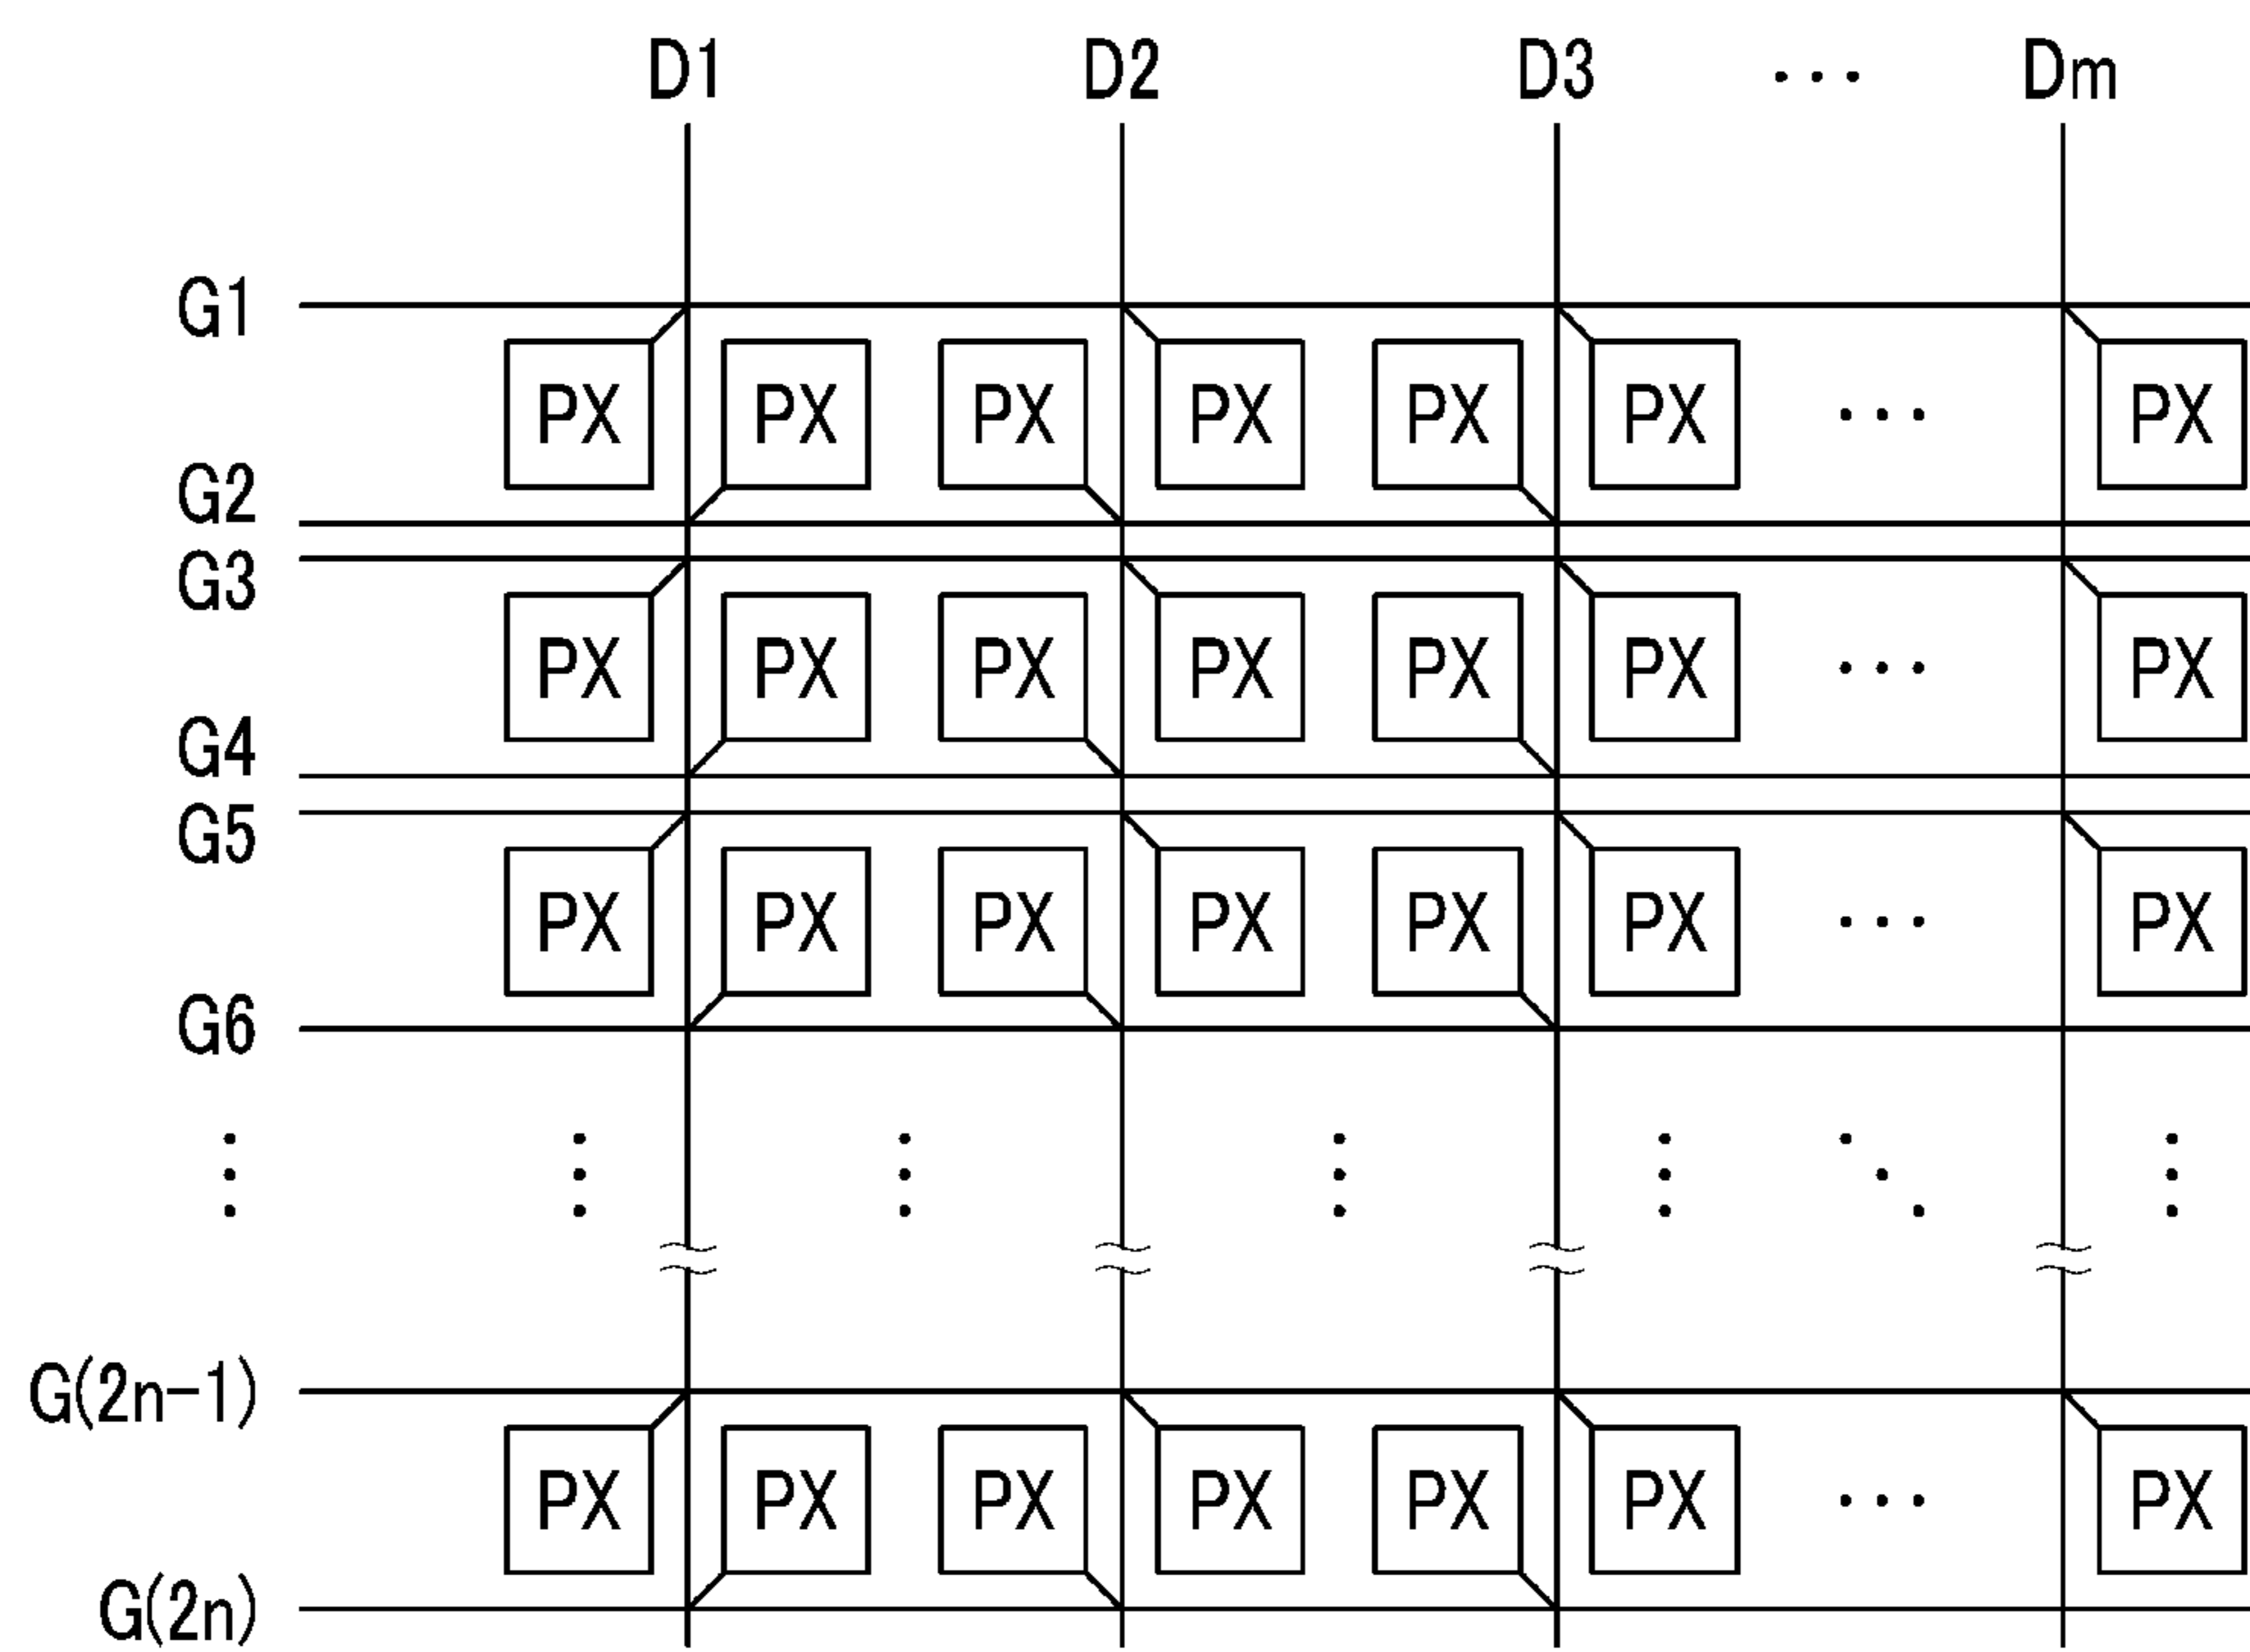 D1 D2 D3 ... Dm
G1
PX PX PX PX PX PX ... PX
G2
G3
PX PX PX PX PX PX ... PX
G4
G5
PX PX PX PX PX PX ... PX
G6
G(2n-1)
PX PX PX PX PX PX ... PX
G(2n)